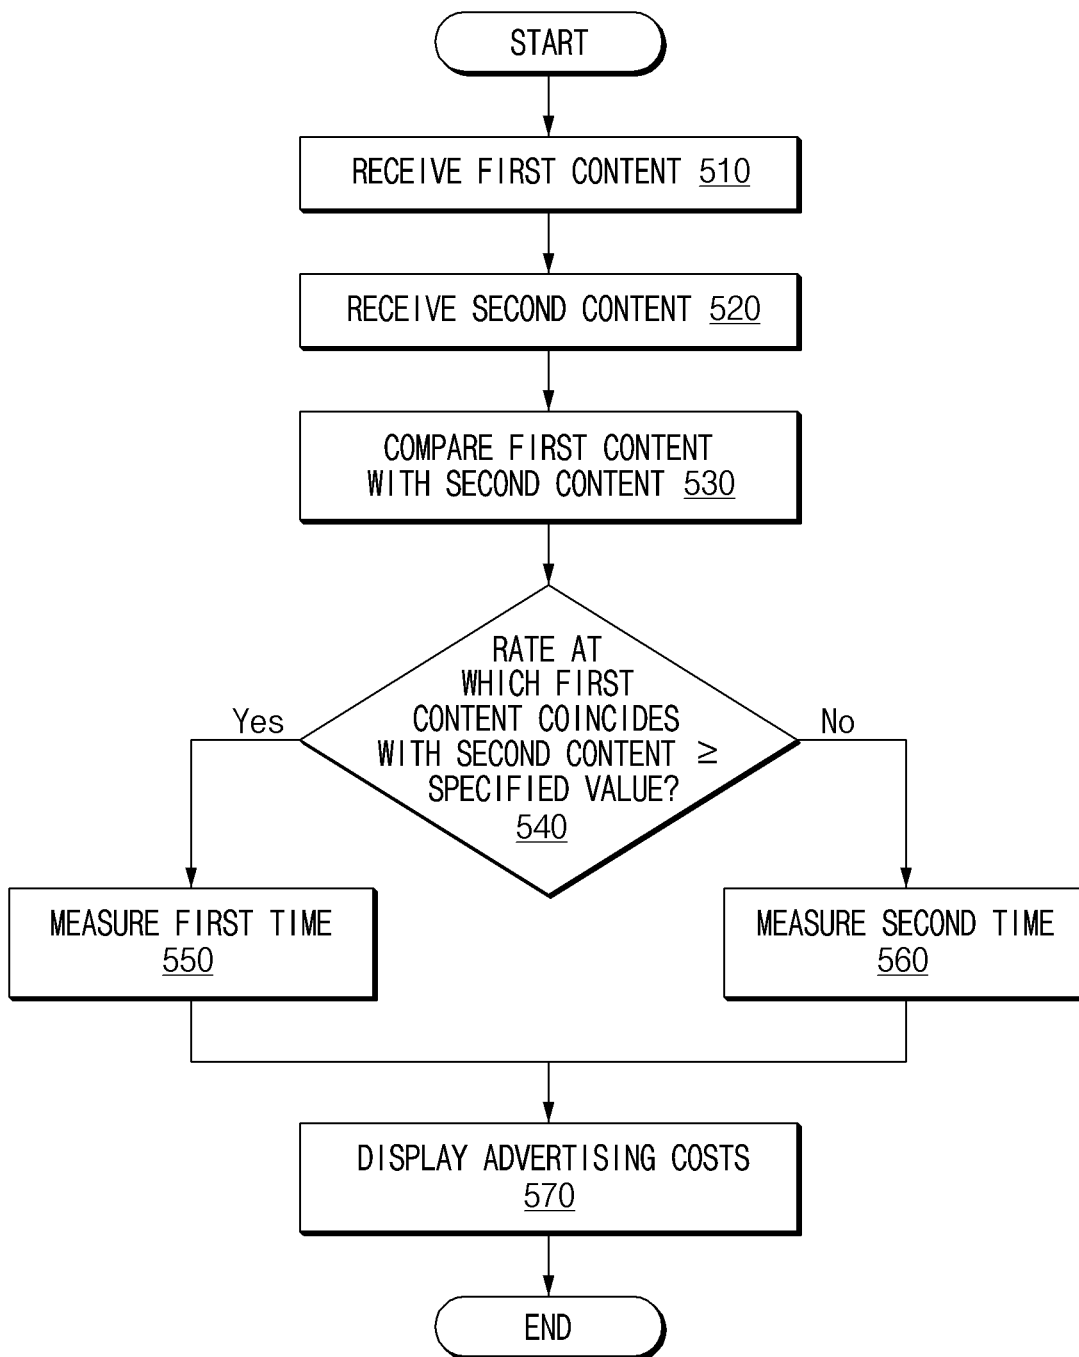 START
RECEIVE FIRST CONTENT 510
RECEIVE SECOND CONTENT 520
COMPARE FIRST CONTENT
WITH SECOND CONTENT 530
RATE AT
WHICH FIRST
CONTENT COINCIDES
WITH SECOND CONTENT ≥
SPECIFIED VALUE?
540
Yes
No
MEASURE FIRST TIME
550
MEASURE SECOND TIME
560
DISPLAY ADVERTISING COSTS
570
END